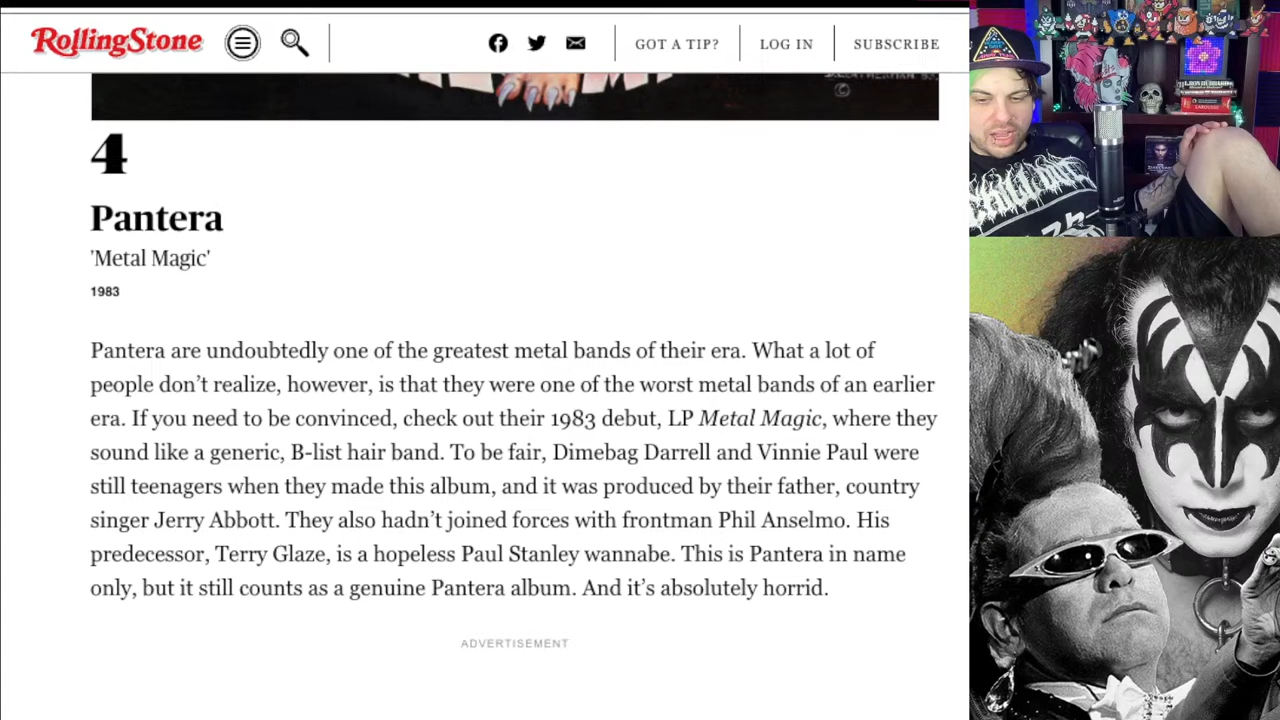 RollingStone
GOT A TIP?
LOG IN
SUBSCRIBE
4
Pantera
'Metal Magic'
1983
Pantera are undoubtedly one of the greatest metal bands of their era. What a lot of
people don’t realize, however, is that they were one of the worst metal bands of an earlier
era. If you need to be convinced, check out their 1983 debut, LP Metal Magic, where they
sound like a generic, B-list hair band. To be fair, Dimebag Darrell and Vinnie Paul were
still teenagers when they made this album, and it was produced by their father, country
singer Jerry Abbott. They also hadn’t joined forces with frontman Phil Anselmo. His
predecessor, Terry Glaze, is a hopeless Paul Stanley wannabe. This is Pantera in name
only, but it still counts as a genuine Pantera album. And it’s absolutely horrid.
ADVERTISEMENT